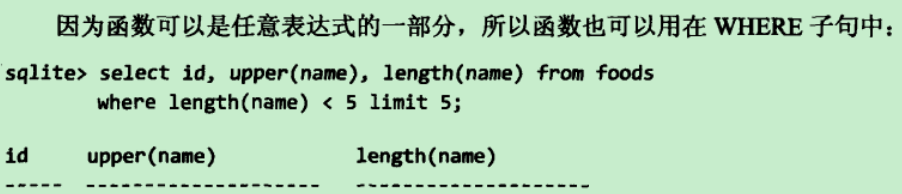 因为函数可以是任意表达式的一部分，所以函数也可以用在 WHERE 子句中：
sqlite> select id, upper(name), length(name) from foods
where length(name) < 5 limit 5;
id upper(name) length(name)
----- -------------------- --------------------